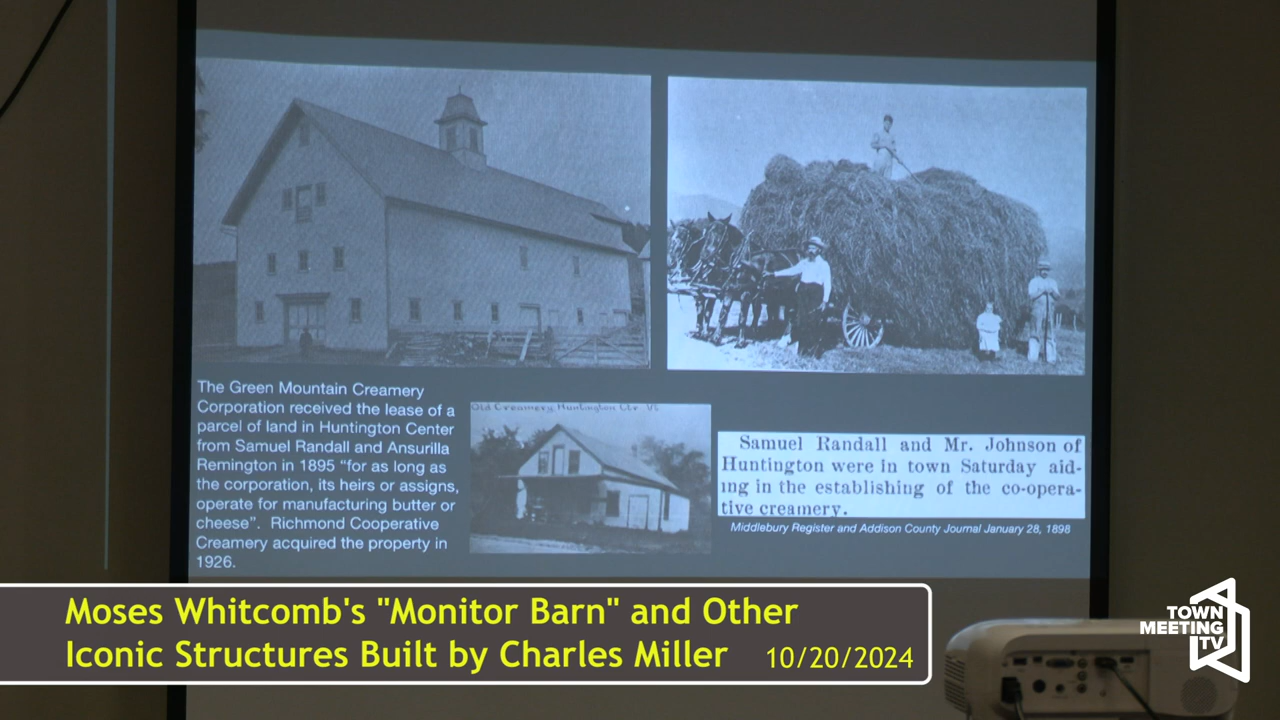 The Green Mountain Creamery
Corporation received the lease of a
parcel of land in Huntington Center
from Samuel Randall and Ansurilla
Remington in 1895 “for as long as
the corporation, its heirs or assigns,
operate for manufacturing butter or
cheese”. Richmond Cooperative
Creamery acquired the property in
1926.
Old Creamery, Huntington Ctr. Vt.
Samuel Randall and Mr. Johnson of
Huntington were in town Saturday aid-
ing in the establishing of the co-opera-
tive creamery.
Middlebury Register and Addison County Journal January 28, 1898
Moses Whitcomb's "Monitor Barn" and Other
Iconic Structures Built by Charles Miller
10/20/2024
TOWN
MEETING
TV